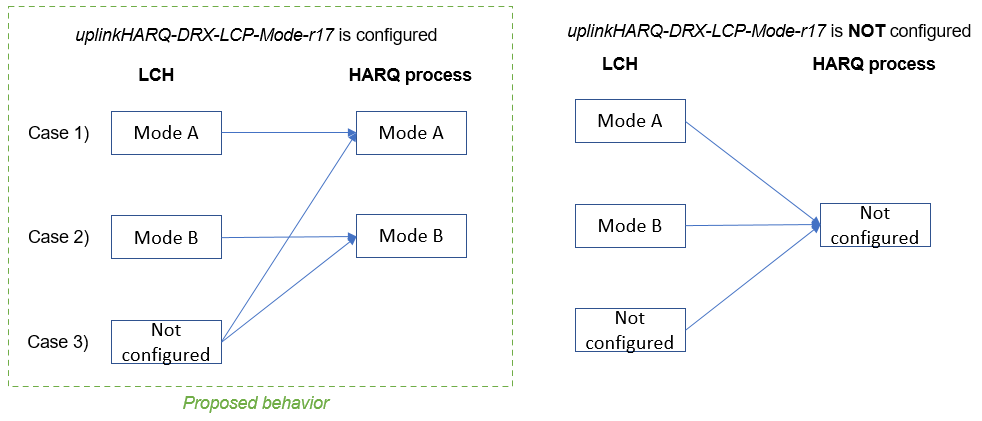 uplinkHARQ-DRX-LCP-Mode-r17 is configured
LCH
HARQ process
Case 1)
Mode A
Mode A
Case 2)
Mode B
Mode B
Case 3)
Not
configured
Proposed behavior
uplinkHARQ-DRX-LCP-Mode-r17 is NOT configured
LCH
HARQ process
Mode A
Mode B
Not
configured
Not
configured